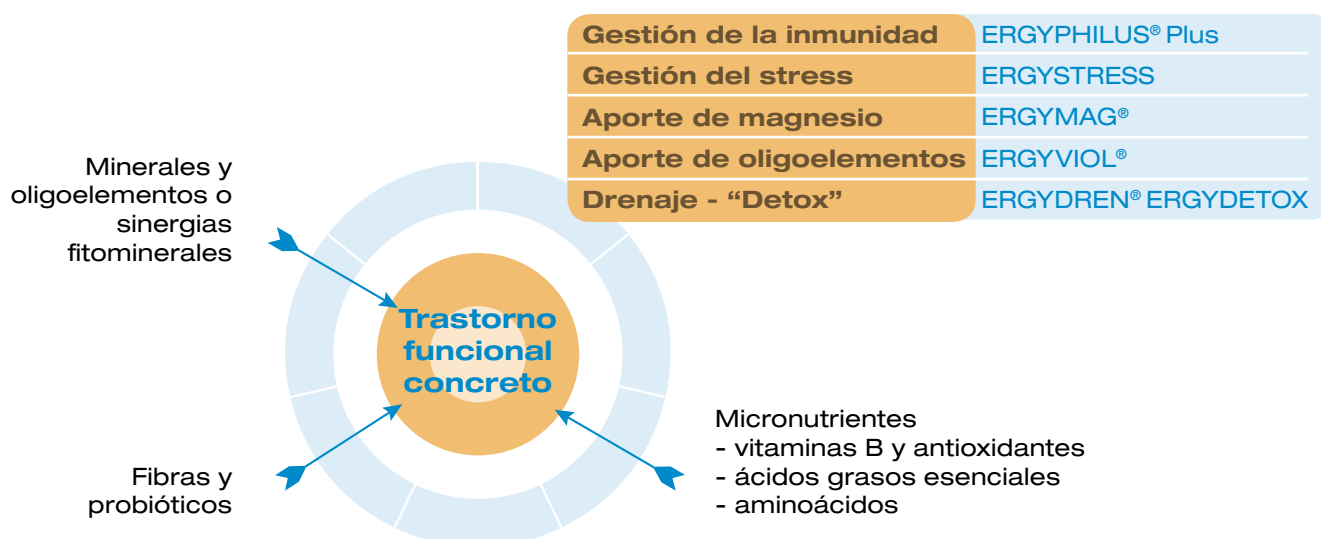 Gestión de la inmunidad ERGYPHILUS® Plus
Gestión del stress ERGYSTRESS
Aporte de magnesio ERGYMAG®
Aporte de oligoelementos ERGYVIOL®
Drenaje - “Detox” ERGYDREN® ERGYDETOX
Minerales y
oligoelementos o
sinergias
fitominerales
Trastorno
funcional
concreto
Fibras y
probióticos
Micronutrientes
- vitaminas B y antioxidantes
- ácidos grasos esenciales
- aminoácidos